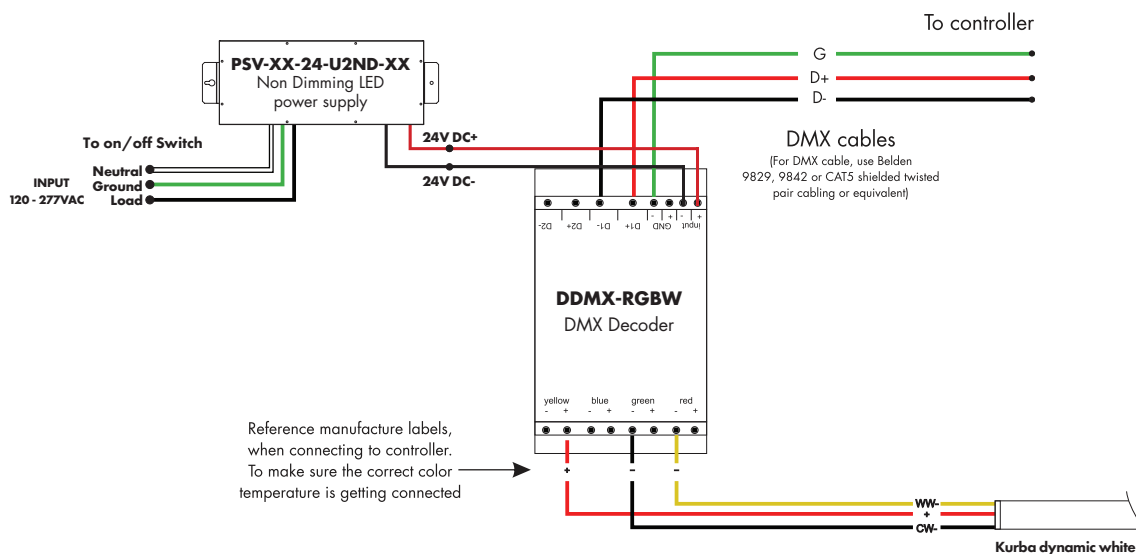 To controller
PSV-XX-24-U2ND-XX
Non Dimming LED
power supply
G
D+
D-
To on/off Switch
Neutral
Ground
Load
INPUT
120 - 277VAC
24V DC+
24V DC-
DMX cables
(For DMX cable, use Belden
9829, 9842 or CAT5 shielded twisted
pair cabling or equivalent)
- + - +
D2- D2+ D1- D1+ GND input
DDMX-RGBW
DMX Decoder
yellow blue green red
- + - + - + - +
Reference manufacture labels,
when connecting to controller.
To make sure the correct color
temperature is getting connected
+ - -
WW-
+
CW-
Kurba dynamic white